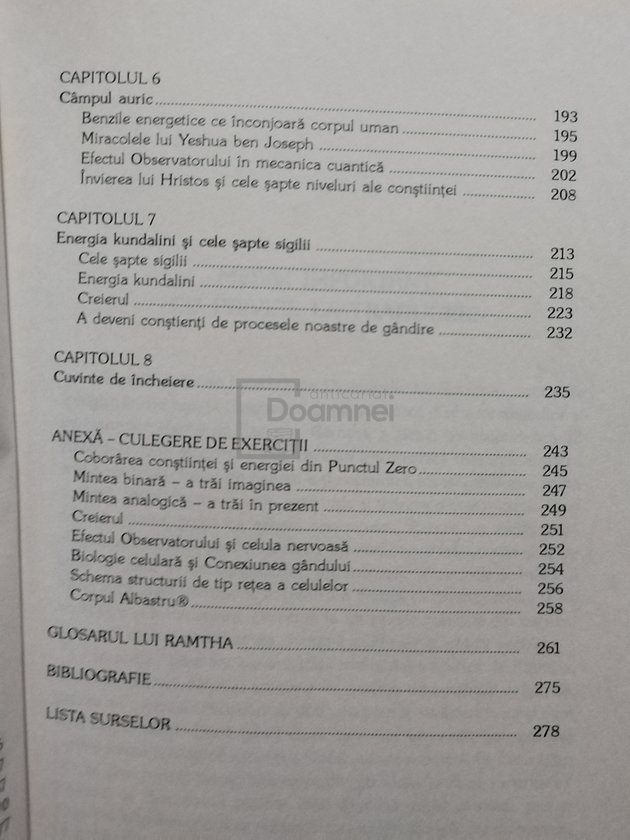 CAPITOLUL 6
Câmpul auric ........ 193
Benzile energetice ce înconjoară corpul uman ........ 195
Miracolele lui Yeshua ben Joseph ........ 199
Efectul Observatorului în mecanica cuantică ........ 202
Învierea lui Hristos și cele șapte niveluri ale conștiinței ........ 208
CAPITOLUL 7
Energia kundalini și cele șapte sigilii ........ 213
Cele șapte sigilii ........ 215
Energia kundalini ........ 218
Creierul ........ 223
A deveni conștienți de procesele noastre de gândire ........ 232
CAPITOLUL 8
Cuvinte de încheiere ........ 235
anticariat
Doamnei
ANEXĂ – CULEGERE DE EXERCIȚII ........ 243
Coborârea conștiinței și energiei din Punctul Zero ........ 245
Mintea binară – a trăi imaginea ........ 247
Mintea analogică – a trăi în prezent ........ 249
Creierul ........ 251
Efectul Observatorului și celula nervoasă ........ 252
Biologie celulară și Conexiunea gândului ........ 254
Schema structurii de tip rețea a celulelor ........ 256
Corpul Albastru® ........ 258
GLOSARUL LUI RAMTHA ........ 261
BIBLIOGRAFIE ........ 275
LISTA SURSELOR ........ 278